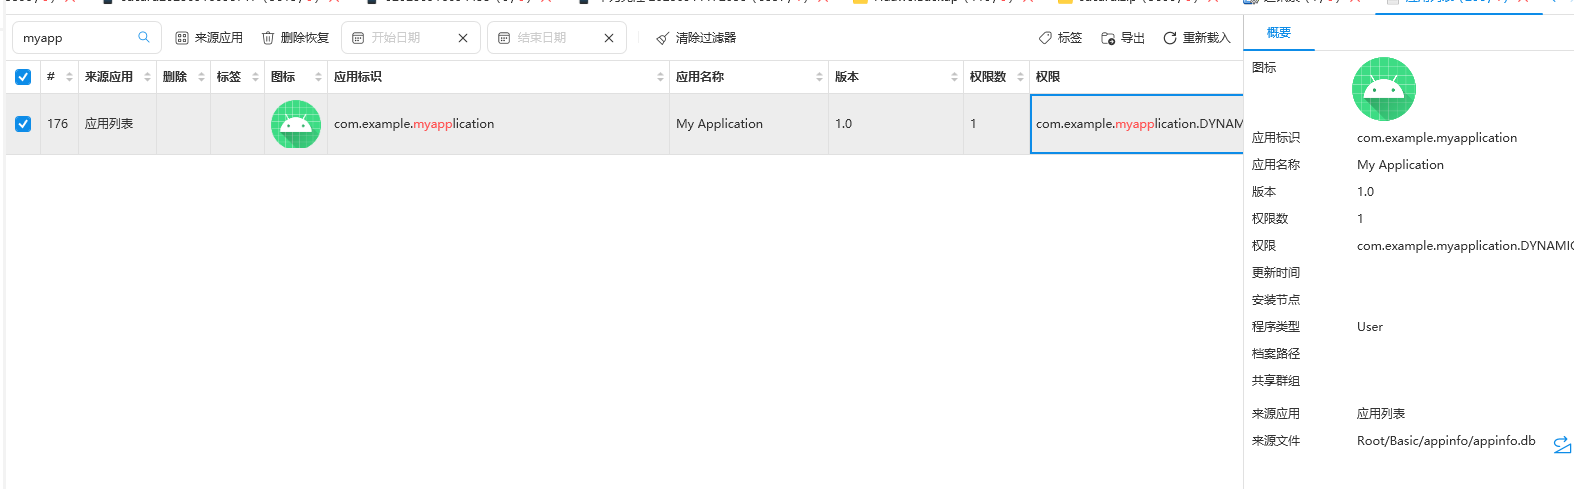 概要
myapp
来源应用
删除恢复
开始日期
结束日期
清除过滤器
标签
导出
重新载入
# 来源应用 删除 标签 图标 应用标识 应用名称 版本 权限数 权限
176 应用列表 com.example.myapplication My Application 1.0 1 com.example.myapplication.DYNAM
图标
应用标识 com.example.myapplication
应用名称 My Application
版本 1.0
权限数 1
权限 com.example.myapplication.DYNAMIC
更新时间
安装节点
程序类型 User
档案路径
共享群组
来源应用 应用列表
来源文件 Root/Basic/appinfo/appinfo.db